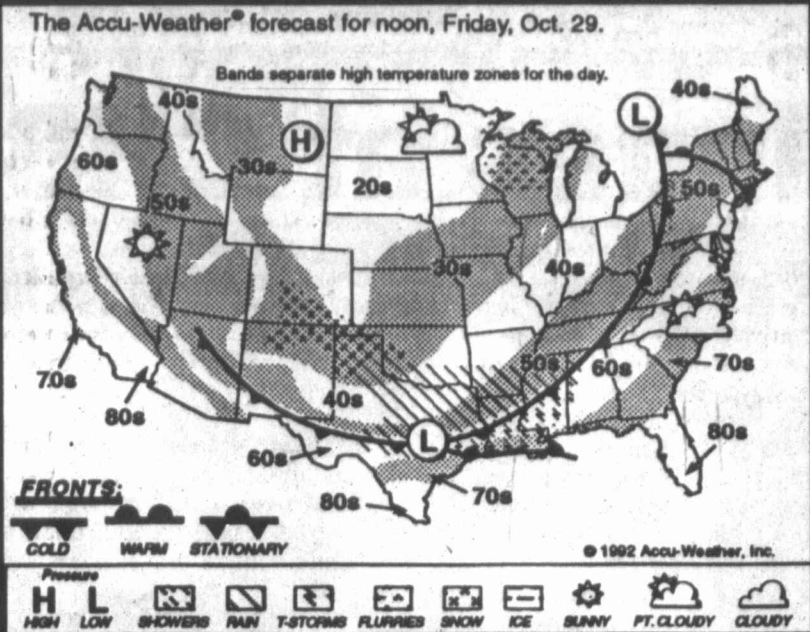 The Accu-Weather® forecast for noon, Friday, Oct. 29.
Bands separate high temperature zones for the day.
40s
40s
L
H
60s
30s
20s
50s
50s
30s
40s
70s
80s
40s
50s
60s
70s
60s
L
80s
70s
80s
FRONTS:
COLD WARM STATIONARY
© 1992 Accu-Weather, Inc.
Pressure
H L
HIGH LOW SHOWERS RAIN T-STORMS FLURRIES SNOW ICE SUNNY PT. CLOUDY CLOUDY